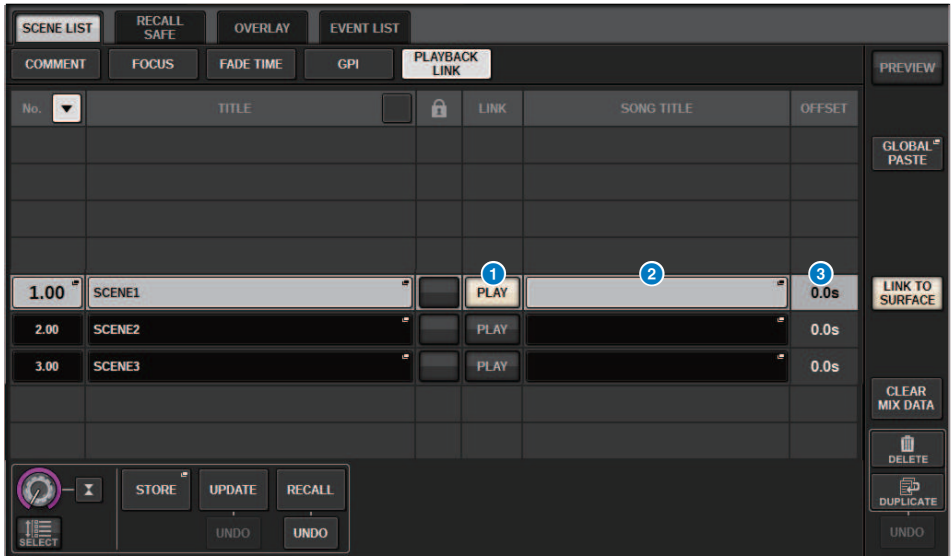 SCENE LIST
RECALL
SAFE
OVERLAY
EVENT LIST
COMMENT
FOCUS
FADE TIME
GPI
PLAYBACK
LINK
PREVIEW
No.
TITLE
LINK
SONG TITLE
OFFSET
GLOBAL
PASTE
1
2
3
1.00
SCENE1
PLAY
0.0s
LINK TO
SURFACE
2.00
SCENE2
PLAY
0.0s
3.00
SCENE3
PLAY
0.0s
CLEAR
MIX DATA
DELETE
STORE
UPDATE
RECALL
DUPLICATE
SELECT
UNDO
UNDO
UNDO